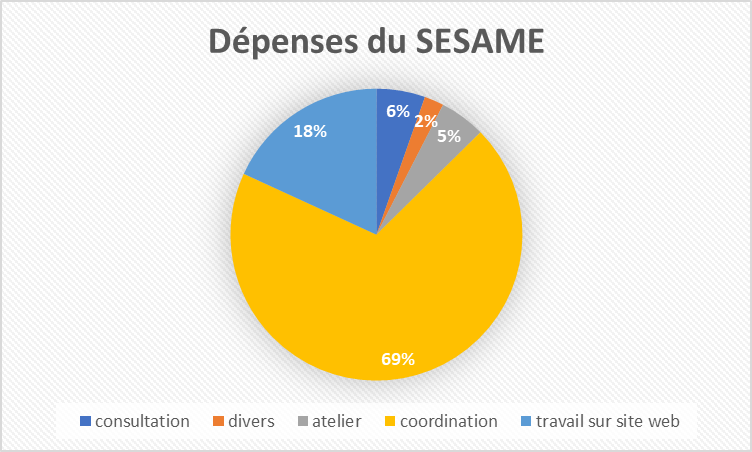 Dépenses du SESAME
6%
2%
5%
18%
69%
consultation
divers
atelier
coordination
travail sur site web